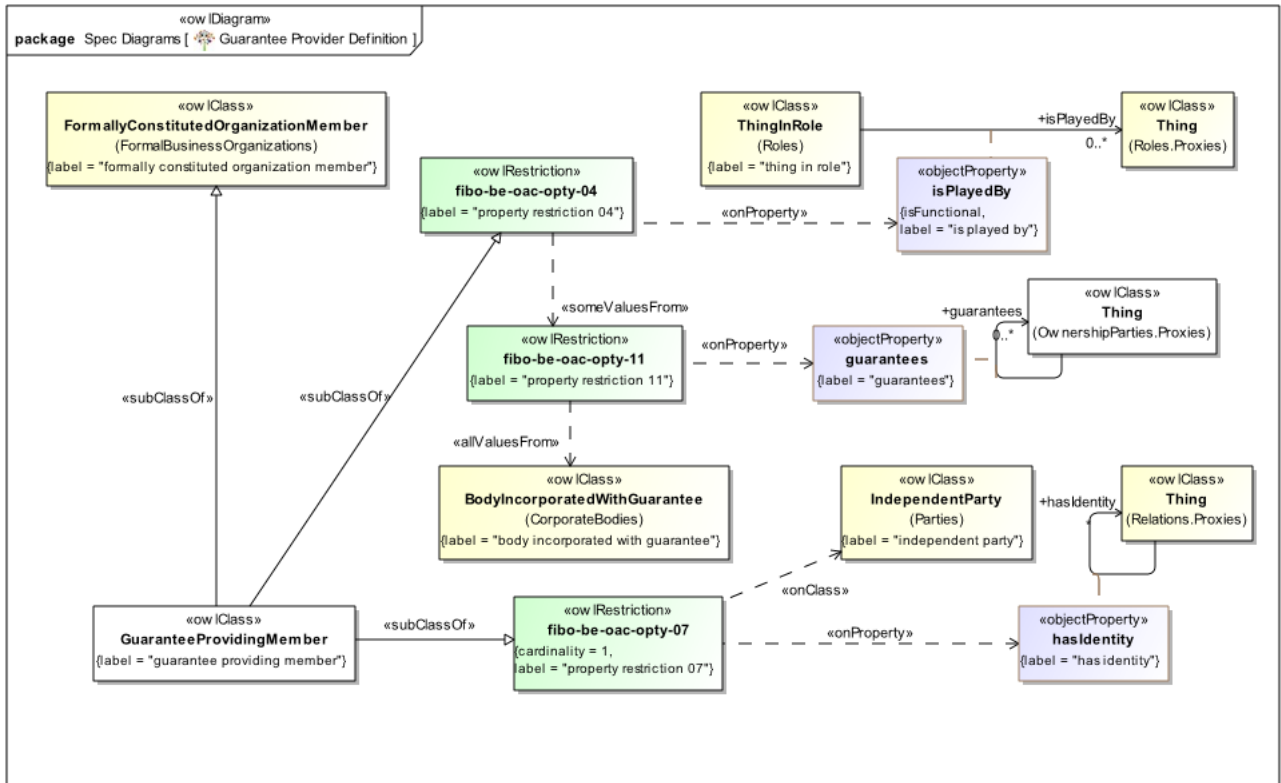 «owlDiagram»
package Spec Diagrams [ Guarantee Provider Definition ]
«owlClass»
FormallyConstitutedOrganizationMember
(FormalBusinessOrganizations)
{label = "formally constituted organization member"}
«owlClass»
ThingInRole
(Roles)
{label = "thing in role"}
+isPlayedBy
0..*
«owlClass»
Thing
(Roles.Proxies)
«owlRestriction»
fibo-be-oac-opty-04
{label = "property restriction 04"}
«onProperty»
«objectProperty»
isPlayedBy
{isFunctional,
label = "is played by"}
«someValuesFrom»
«owlRestriction»
fibo-be-oac-opty-11
{label = "property restriction 11"}
«onProperty»
«objectProperty»
guarantees
{label = "guarantees"}
+guarantees
0..*
«owlClass»
Thing
(OwnershipParties.Proxies)
«subClassOf»
«subClassOf»
«allValuesFrom»
«owlClass»
BodyIncorporatedWithGuarantee
(CorporateBodies)
{label = "body incorporated with guarantee"}
«owlClass»
IndependentParty
(Parties)
{label = "independent party"}
+hasIdentity
*
«owlClass»
Thing
(Relations.Proxies)
«onClass»
«owlClass»
GuaranteeProvidingMember
{label = "guarantee providing member"}
«subClassOf»
«owlRestriction»
fibo-be-oac-opty-07
{cardinality = 1,
label = "property restriction 07"}
«onProperty»
«objectProperty»
hasIdentity
{label = "has identity"}